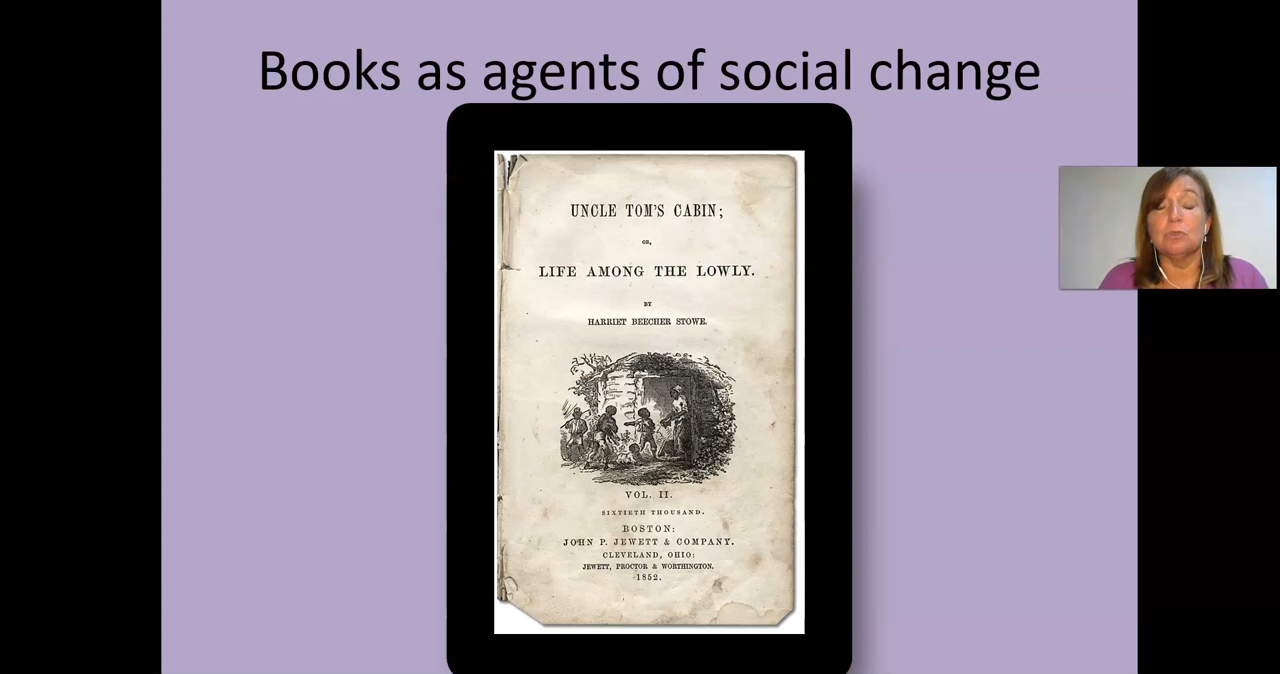 Books as agents of social change
UNCLE TOM'S CABIN;
OR,
LIFE AMONG THE LOWLY.
BY
HARRIET BEECHER STOWE.
VOL. II.
SIXTIETH THOUSAND.
BOSTON:
JOHN P. JEWETT & COMPANY.
CLEVELAND, OHIO:
JEWETT, PROCTOR & WORTHINGTON.
1852.